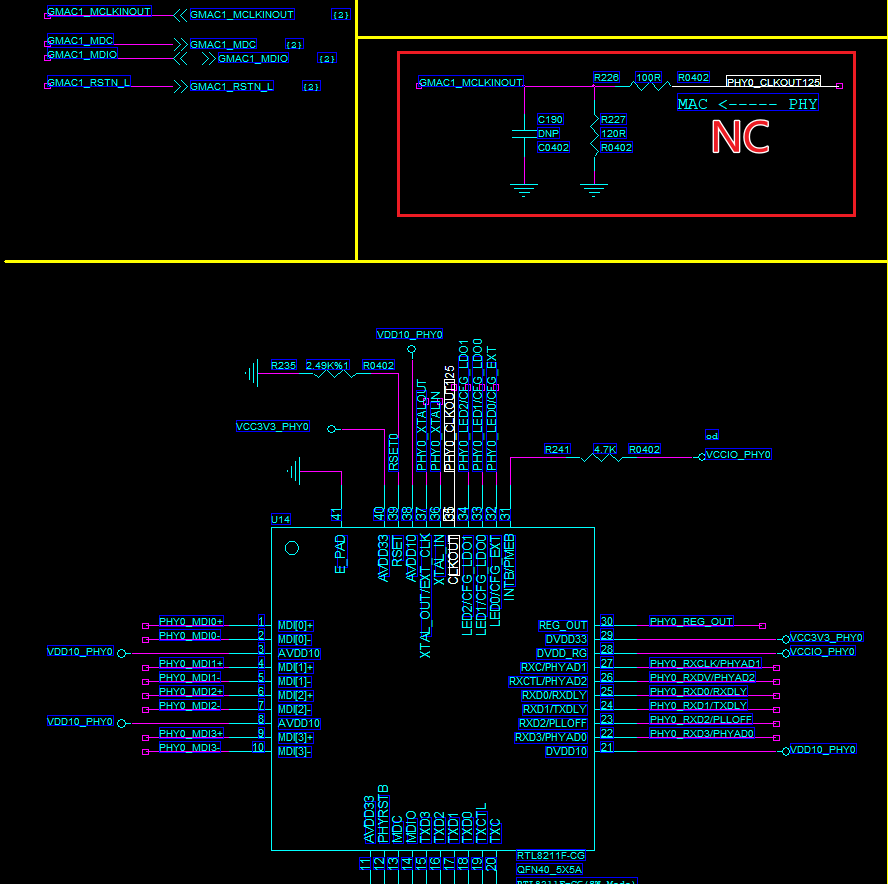 GMAC1_MCLKINOUT
GMAC1_MCLKINOUT
{2}
GMAC1_MDC
GMAC1_MDC
{2}
GMAC1_MDIO
GMAC1_MDIO
{2}
GMAC1_RSTN_L
GMAC1_RSTN_L
{2}
GMAC1_MCLKINOUT
R226
100R
R0402
PHY0_CLKOUT125
MAC <----- PHY
NC
C190
DNP
C0402
R227
120R
R0402
VDD10_PHY0
R235
2.49K%1
R0402
VCC3V3_PHY0
RSET0
PHY0_XTALOUT
PHY0_XTALIN
PHY0_CLKOUT125
PHY0_LED2/CFG_LDO1
PHY0_LED1/CFG_LDO0
PHY0_LED0/CFG_EXT
R241
4.7K
R0402
od
VCCIO_PHY0
U14
41
40
39
38
37
36
35
34
33
32
31
E_PAD
AVDD33
RSET
AVDD10
XTAL_OUT/EXT_CLK
XTAL_IN
CLKOUT
LED2/CFG_LDO1
LED1/CFG_LDO0
LED0/CFG_EXT
INTB/PMEB
PHY0_MDI0+ 1 MDI[0]+
PHY0_MDI0- 2 MDI[0]-
VDD10_PHY0 3 AVDD10
PHY0_MDI1+ 4 MDI[1]+
PHY0_MDI1- 5 MDI[1]-
PHY0_MDI2+ 6 MDI[2]+
PHY0_MDI2- 7 MDI[2]-
VDD10_PHY0 8 AVDD10
PHY0_MDI3+ 9 MDI[3]+
PHY0_MDI3- 10 MDI[3]-
REG_OUT 30 PHY0_REG_OUT
DVDD33 29 VCC3V3_PHY0
DVDD_RG 28 VCCIO_PHY0
RXC/PHYAD1 27 PHY0_RXCLK/PHYAD1
RXCTL/PHYAD2 26 PHY0_RXDV/PHYAD2
RXD0/RXDLY 25 PHY0_RXD0/RXDLY
RXD1/TXDLY 24 PHY0_RXD1/TXDLY
RXD2/PLLOFF 23 PHY0_RXD2/PLLOFF
RXD3/PHYAD0 22 PHY0_RXD3/PHYAD0
DVDD10 21 VDD10_PHY0
AVDD33
PHYRSTB
MDC
MDIO
TXD3
TXD2
TXD1
TXD0
TXCTL
TXC
11
12
13
14
15
16
17
18
19
20
RTL8211F-CG
QFN40_5X5A